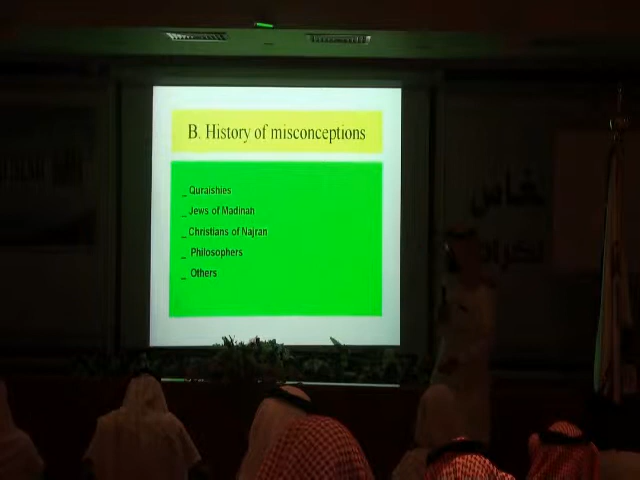 B. History of misconceptions
_ Quraishies
_ Jews of Madinah
_ Christians of Najran
_ Philosophers
_ Others